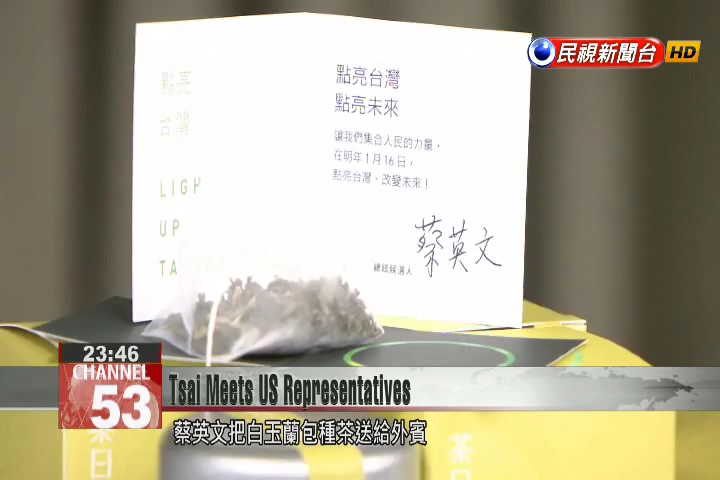 民視新聞台 HD
點亮
台灣
LIGH
UP
TA
點亮台灣
點亮未來
讓我們集合人民的力量，
在明年1月16日，
點亮台灣、改變未來！
總統候選人 蔡英文
23:46
CHANNEL
53
Tsai Meets US Representatives
蔡英文把白玉蘭包種茶送給外賓
茶日
茶日